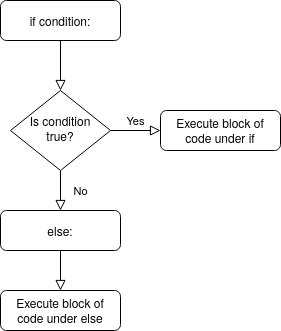 if condition:
Is condition
true?
Yes
Execute block of
code under if
No
else:
Execute block of
code under else